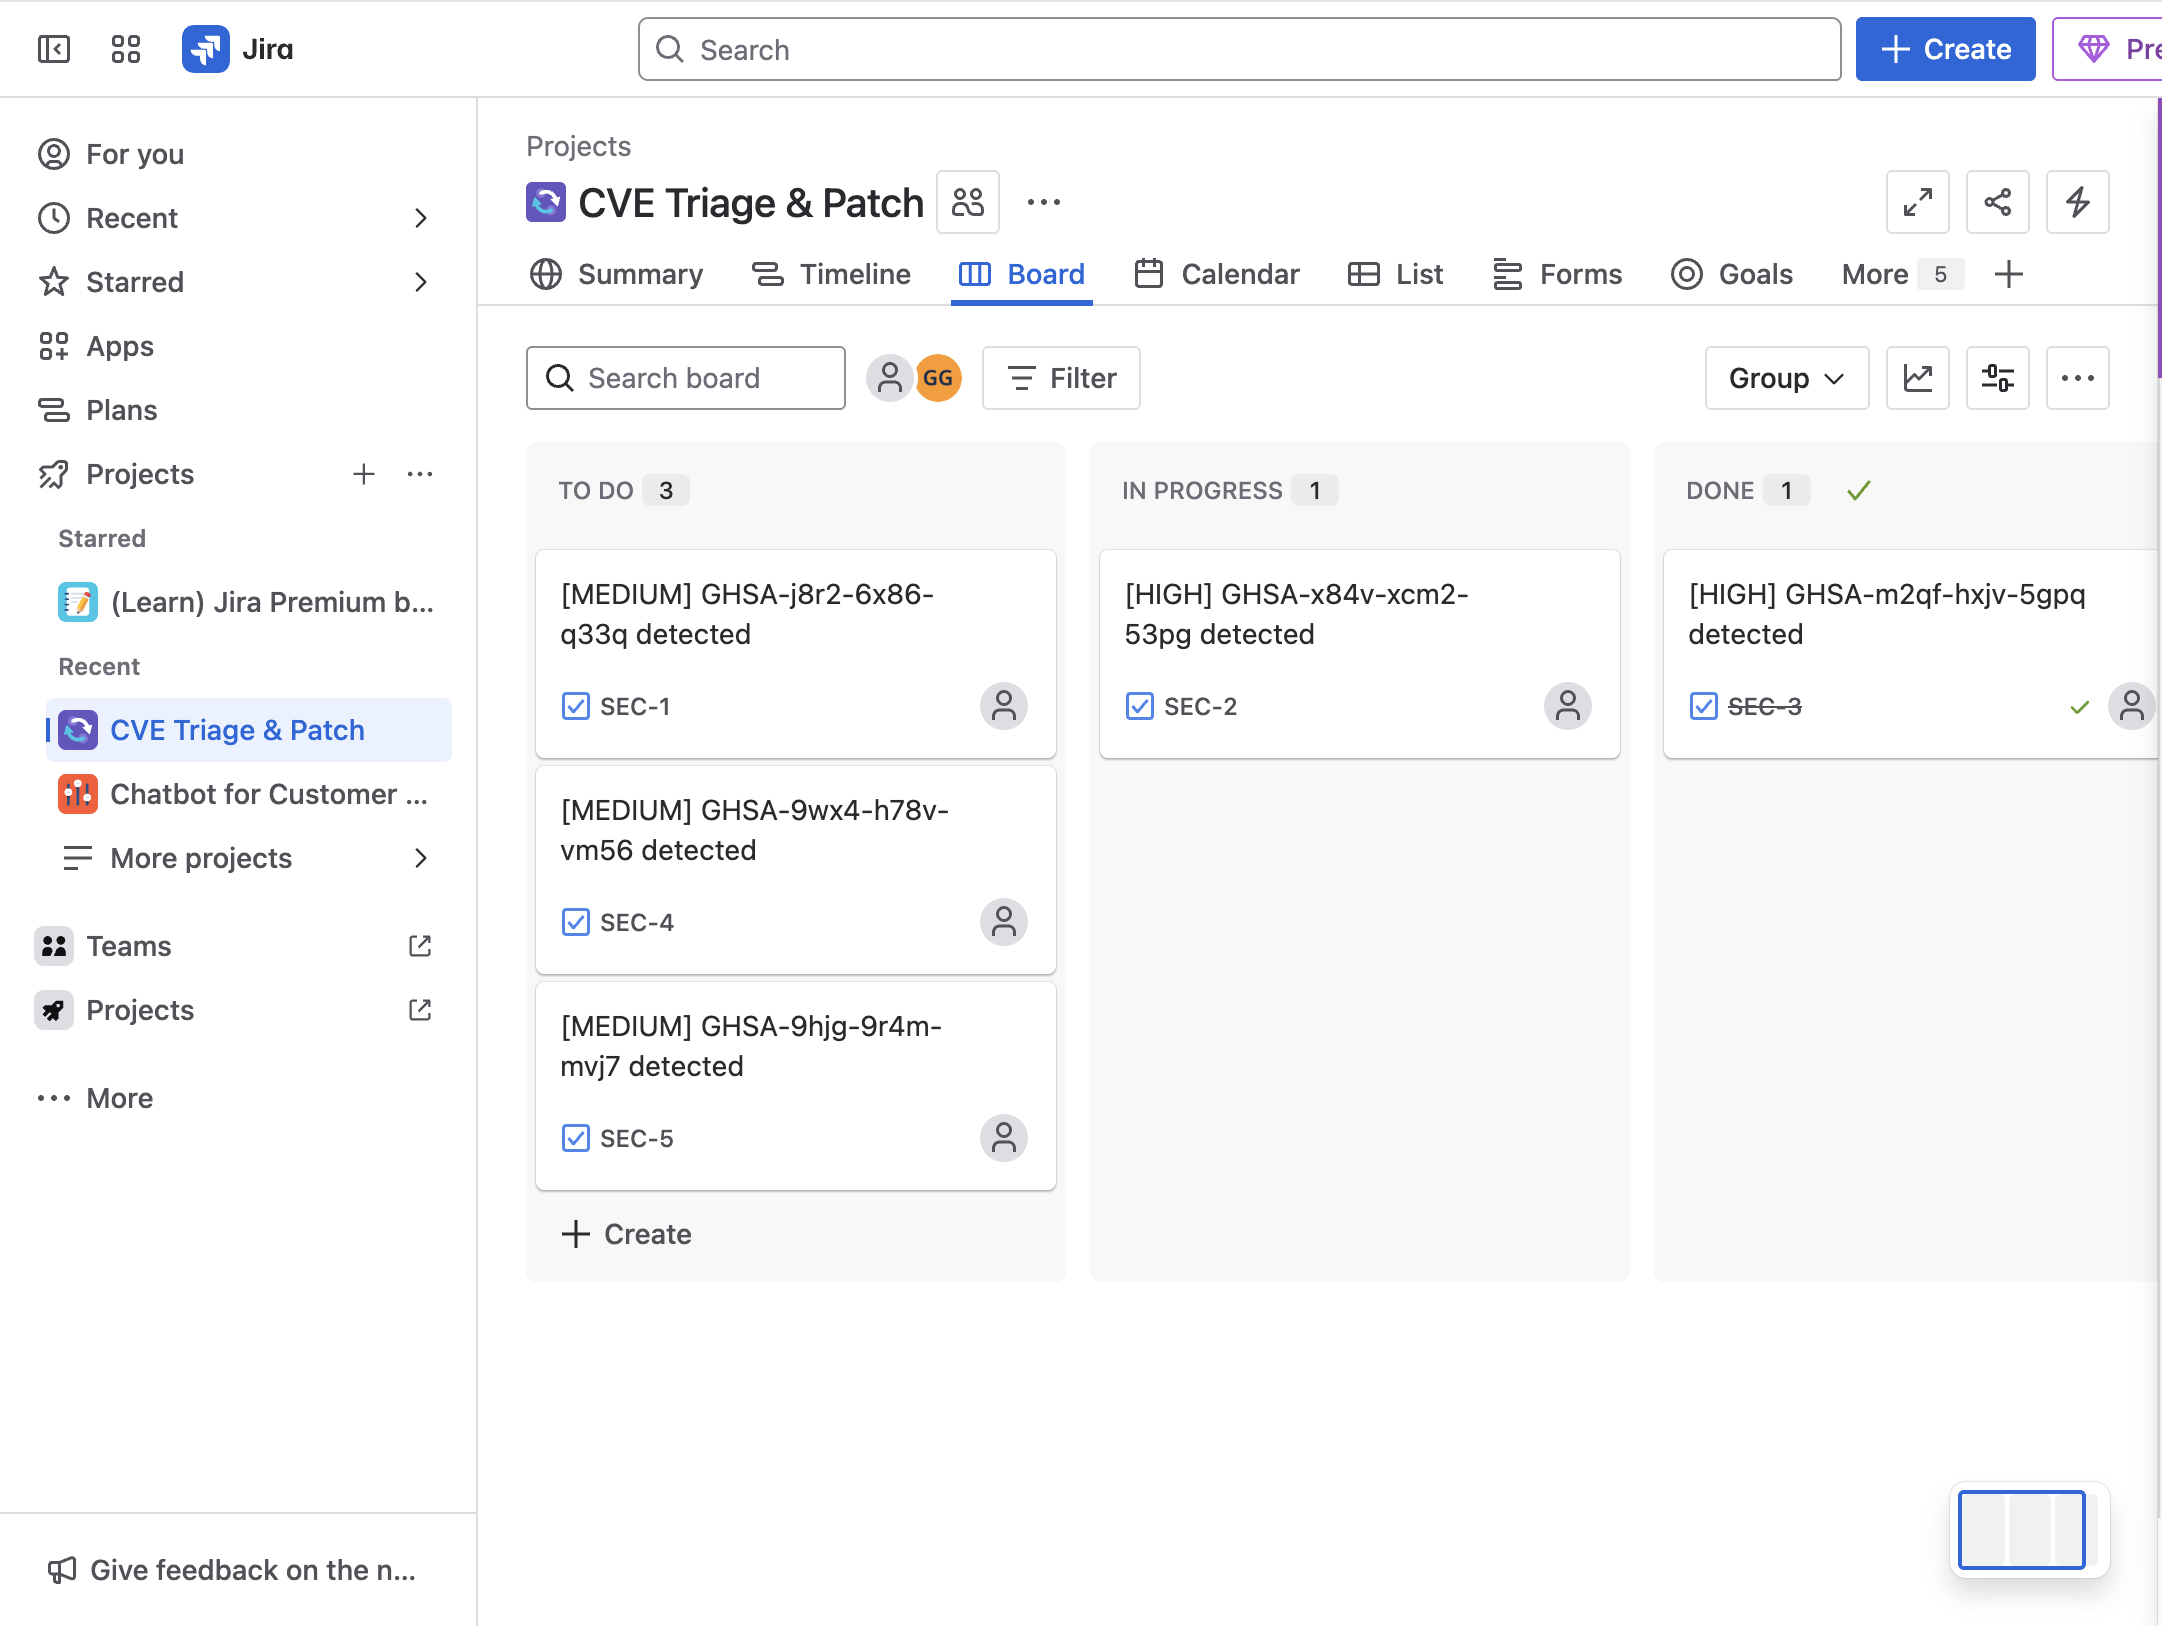 Jira
Search
Create
For you
Recent
Starred
Apps
Plans
Projects
Starred
(Learn) Jira Premium b...
Recent
CVE Triage & Patch
Chatbot for Customer ...
More projects
Teams
Projects
More
Give feedback on the n...
Projects
CVE Triage & Patch
Summary
Timeline
Board
Calendar
List
Forms
Goals
More 5
Search board
GG
Filter
Group
TO DO 3
[MEDIUM] GHSA-j8r2-6x86-
q33q detected
SEC-1
[MEDIUM] GHSA-9wx4-h78v-
vm56 detected
SEC-4
[MEDIUM] GHSA-9hjg-9r4m-
mvj7 detected
SEC-5
Create
IN PROGRESS 1
[HIGH] GHSA-x84v-xcm2-
53pg detected
SEC-2
DONE 1
[HIGH] GHSA-m2qf-hxjv-5gpq
detected
SEC-3